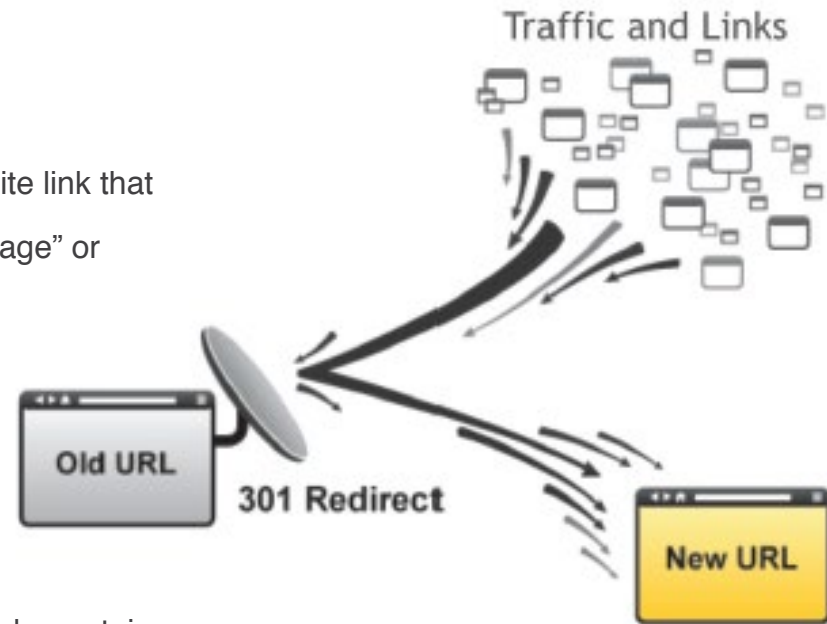 Traffic and Links
ite link that
age” or
Old URL
301 Redirect
New URL